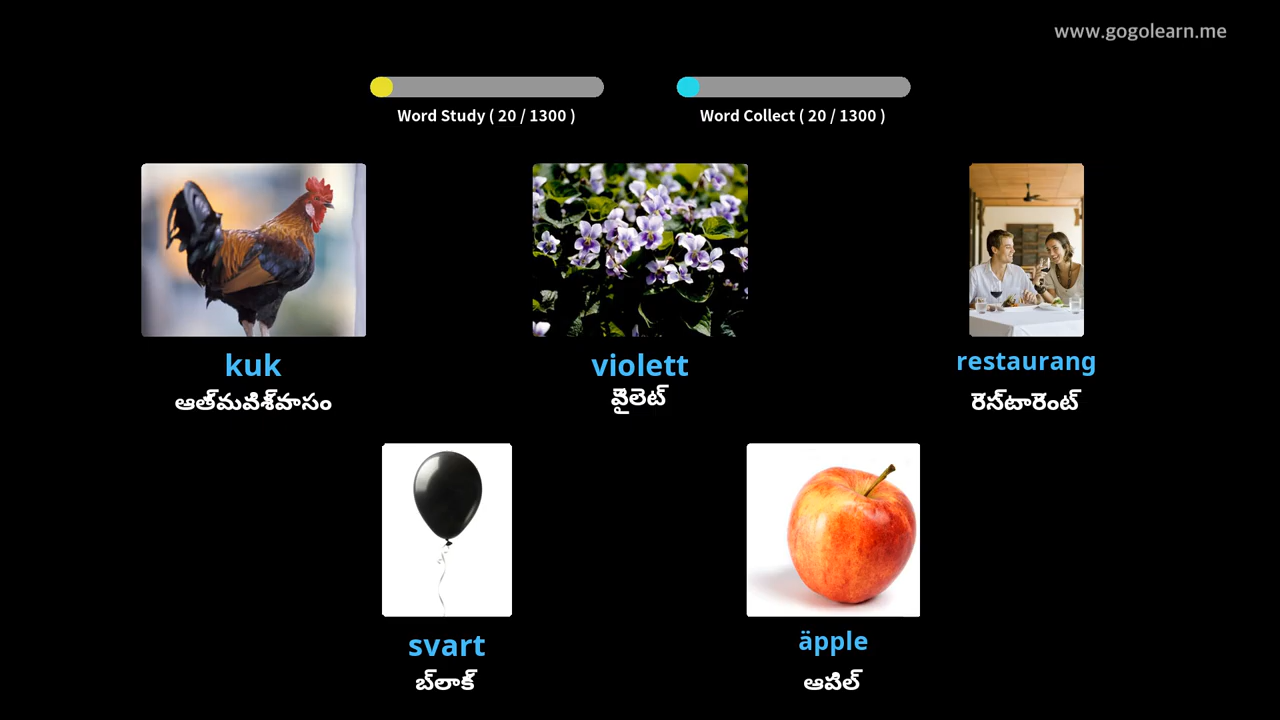 www.gogolearn.me
Word Study ( 20 / 1300 )
Word Collect ( 20 / 1300 )
kuk
ఆత్‌మవిశ్‌వాసం
violett
వైలెట్
restaurang
రెస్‌టారెంట్
svart
బ్‌లాక్
äpple
ఆపిల్